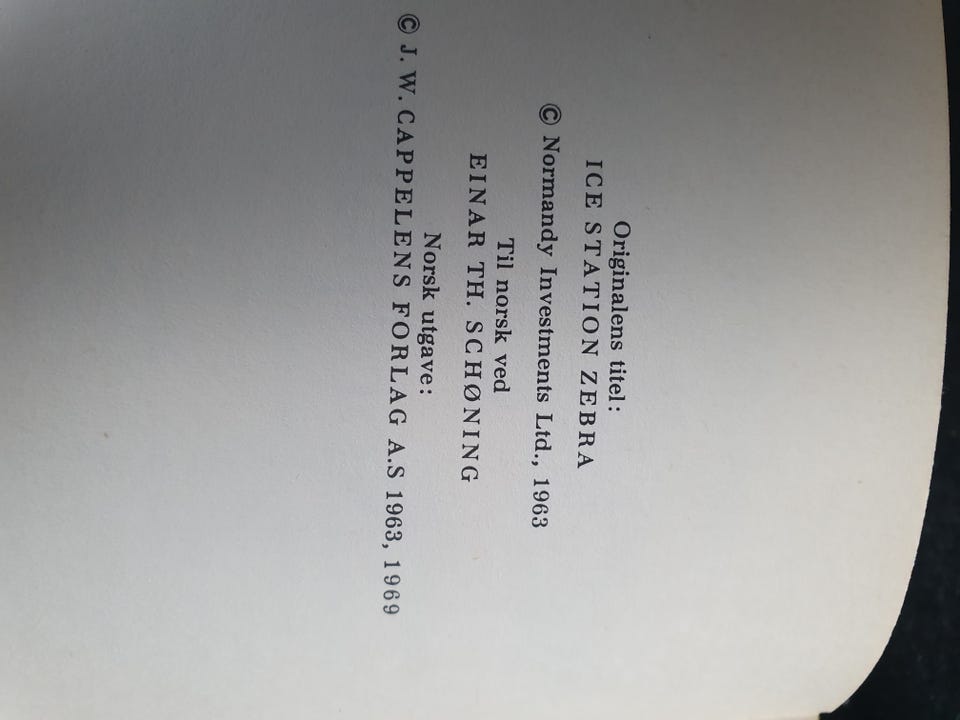 Originalens titel:
ICE STATION ZEBRA
© Normandy Investments Ltd., 1963
Til norsk ved
EINAR TH. SCHØNING
Norsk utgave:
© J. W. CAPPELENS FORLAG A.S 1963, 1969